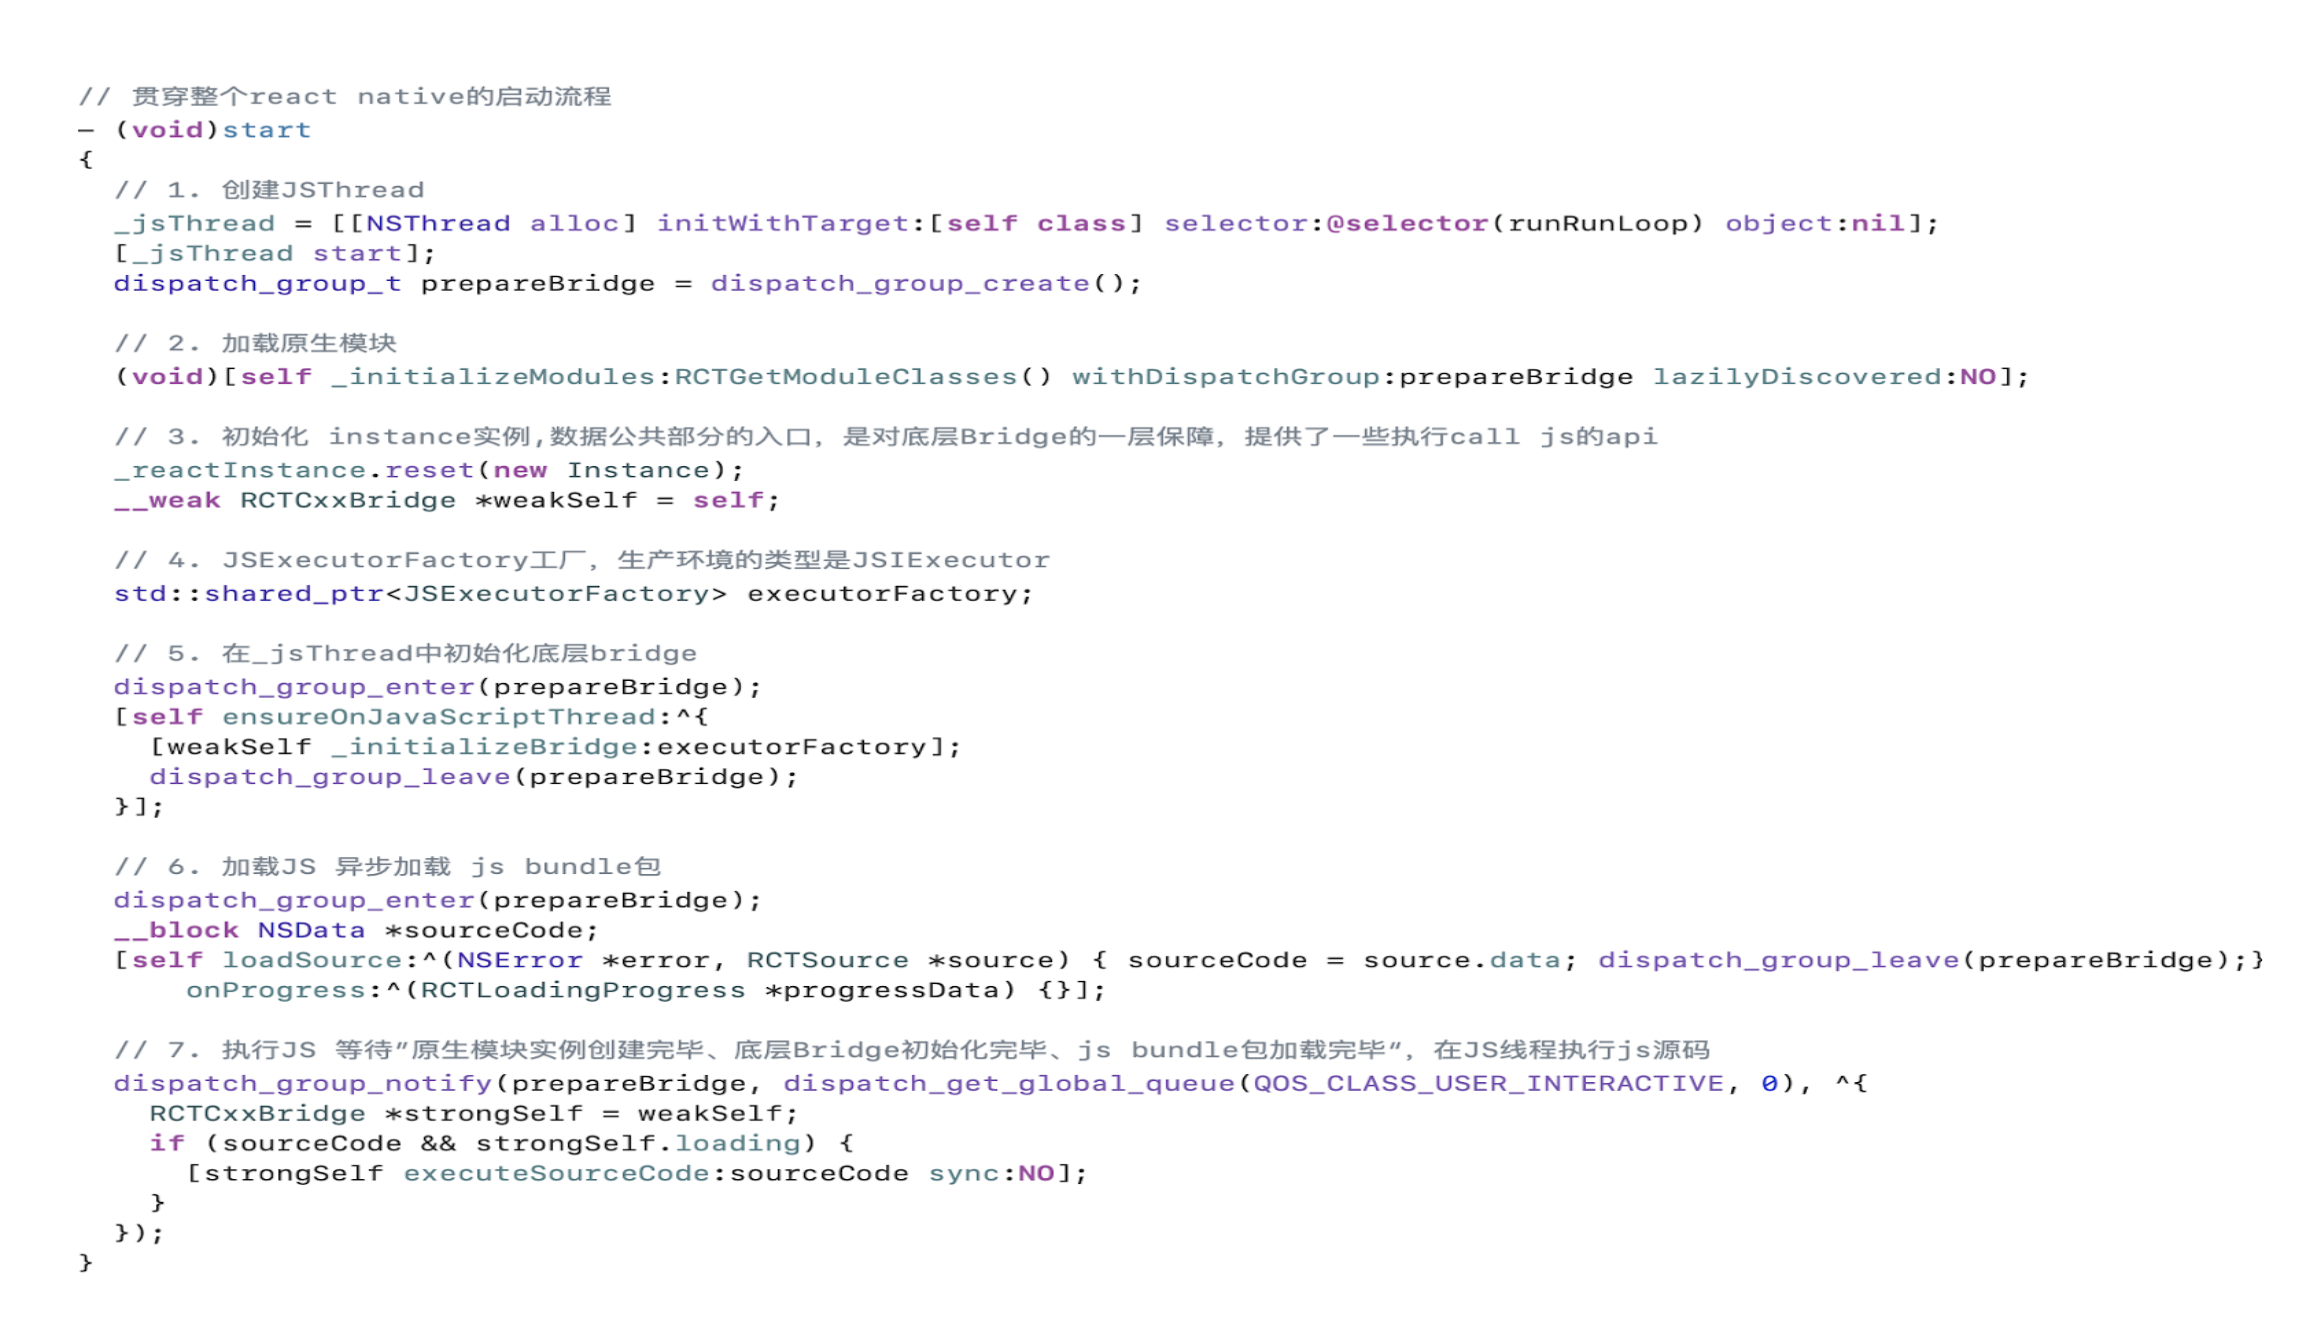 // 贯穿整个react native的启动流程
– (void)start
{
// 1. 创建JSThread
_jsThread = [[NSThread alloc] initWithTarget:[self class] selector:@selector(runRunLoop) object:nil];
[_jsThread start];
dispatch_group_t prepareBridge = dispatch_group_create();
// 2. 加载原生模块
(void)[self _initializeModules:RCTGetModuleClasses() withDispatchGroup:prepareBridge lazilyDiscovered:NO];
// 3. 初始化 instance实例,数据公共部分的入口，是对底层Bridge的一层保障，提供了一些执行call js的api
_reactInstance.reset(new Instance);
__weak RCTCxxBridge *weakSelf = self;
// 4. JSExecutorFactory工厂，生产环境的类型是JSIExecutor
std::shared_ptr<JSExecutorFactory> executorFactory;
// 5. 在_jsThread中初始化底层bridge
dispatch_group_enter(prepareBridge);
[self ensureOnJavaScriptThread:^{
[weakSelf _initializeBridge:executorFactory];
dispatch_group_leave(prepareBridge);
}];
// 6. 加载JS 异步加载 js bundle包
dispatch_group_enter(prepareBridge);
__block NSData *sourceCode;
[self loadSource:^(NSError *error, RCTSource *source) { sourceCode = source.data; dispatch_group_leave(prepareBridge);}
onProgress:^(RCTLoadingProgress *progressData) {}];
// 7. 执行JS 等待”原生模块实例创建完毕、底层Bridge初始化完毕、js bundle包加载完毕”，在JS线程执行js源码
dispatch_group_notify(prepareBridge, dispatch_get_global_queue(QOS_CLASS_USER_INTERACTIVE, 0), ^{
RCTCxxBridge *strongSelf = weakSelf;
if (sourceCode && strongSelf.loading) {
[strongSelf executeSourceCode:sourceCode sync:NO];
}
});
}